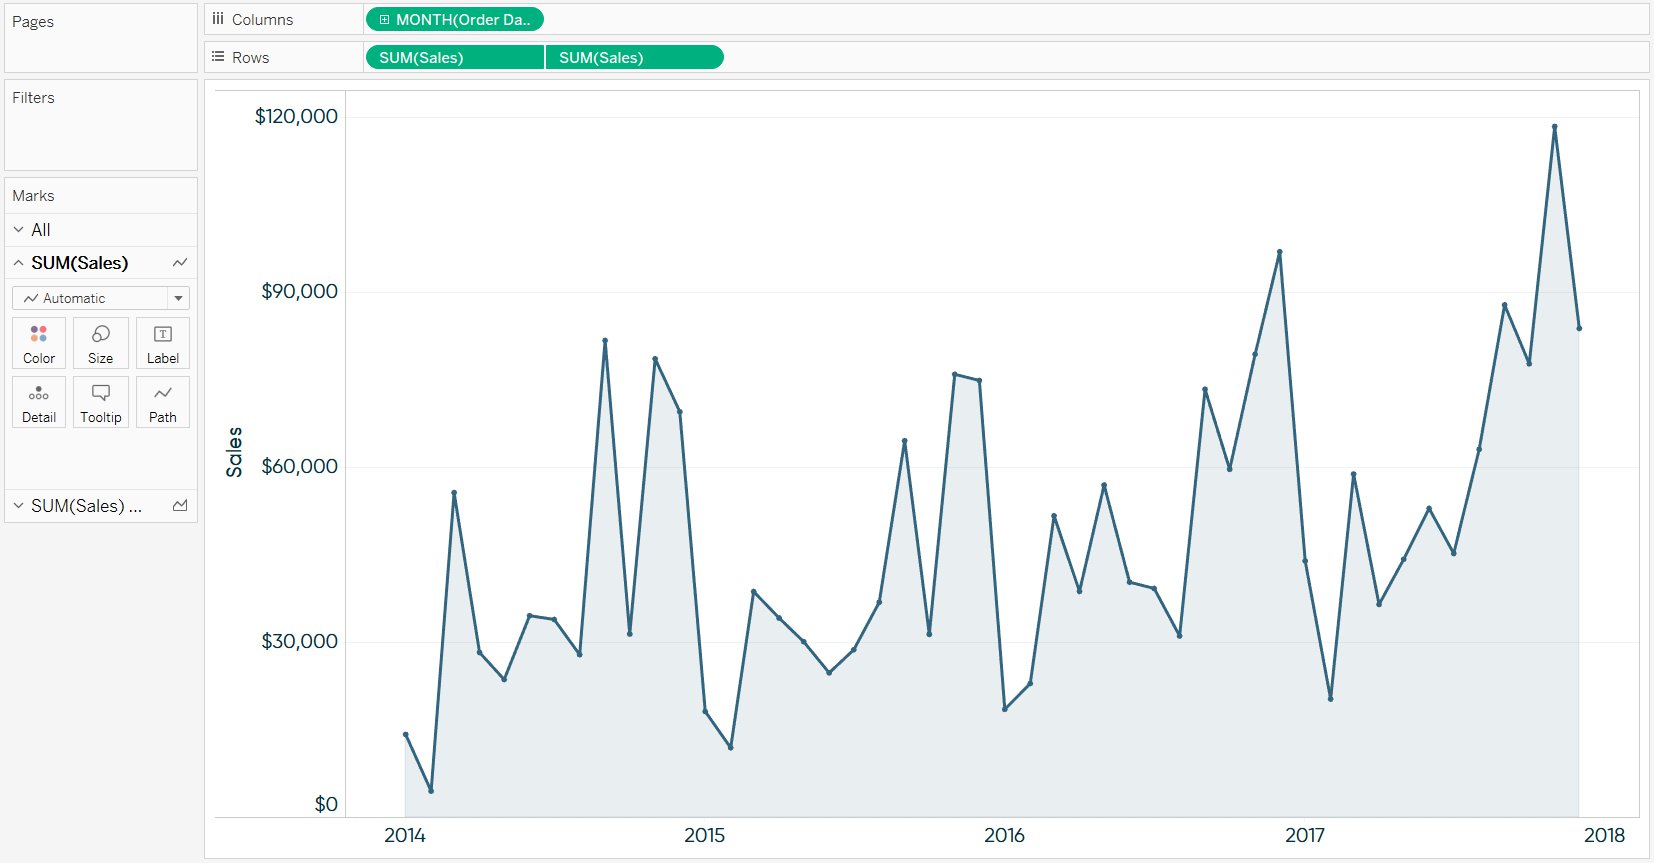 Pages
Columns
MONTH(Order Da..
Rows
SUM(Sales)
SUM(Sales)
Filters
Marks
All
SUM(Sales)
Automatic
Color
Size
Label
Detail
Tooltip
Path
SUM(Sales) ...
$120,000
$90,000
$60,000
$30,000
$0
Sales
2014
2015
2016
2017
2018